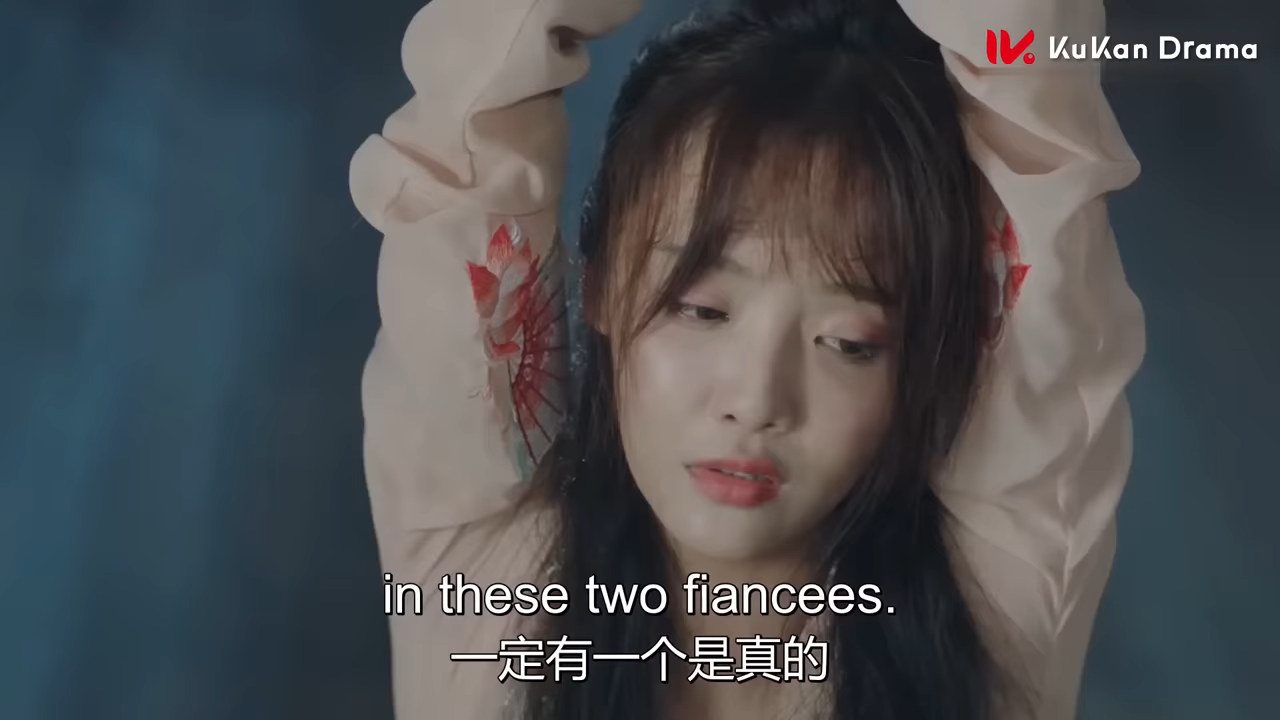 KuKan Drama
in these two fiancees.
一定有一个是真的